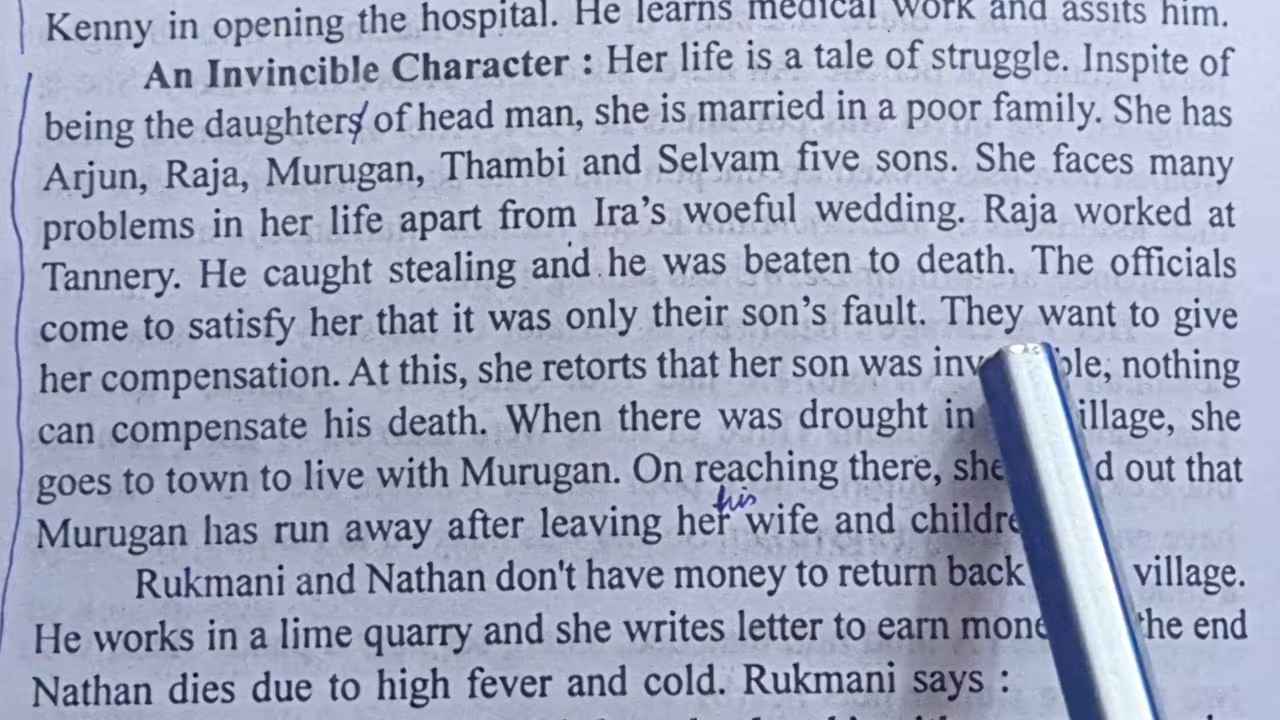 Kenny in opening the hospital. He learns medical work and assits him.
An Invincible Character : Her life is a tale of struggle. Inspite of
being the daughters of head man, she is married in a poor family. She has
Arjun, Raja, Murugan, Thambi and Selvam five sons. She faces many
problems in her life apart from Ira's woeful wedding. Raja worked at
Tannery. He caught stealing and he was beaten to death. The officials
come to satisfy her that it was only their son's fault. They want to give
her compensation. At this, she retorts that her son was nothing
can compensate his death. When there was drought in she
goes to town to live with Murugan. On reaching there, she out that
his
Murugan has run away after leaving her wife and
Rukmani and Nathan don't have money to return back village.
He works in a lime quarry and she writes letter to earn the end
Nathan dies due to high fever and cold. Rukmani says :